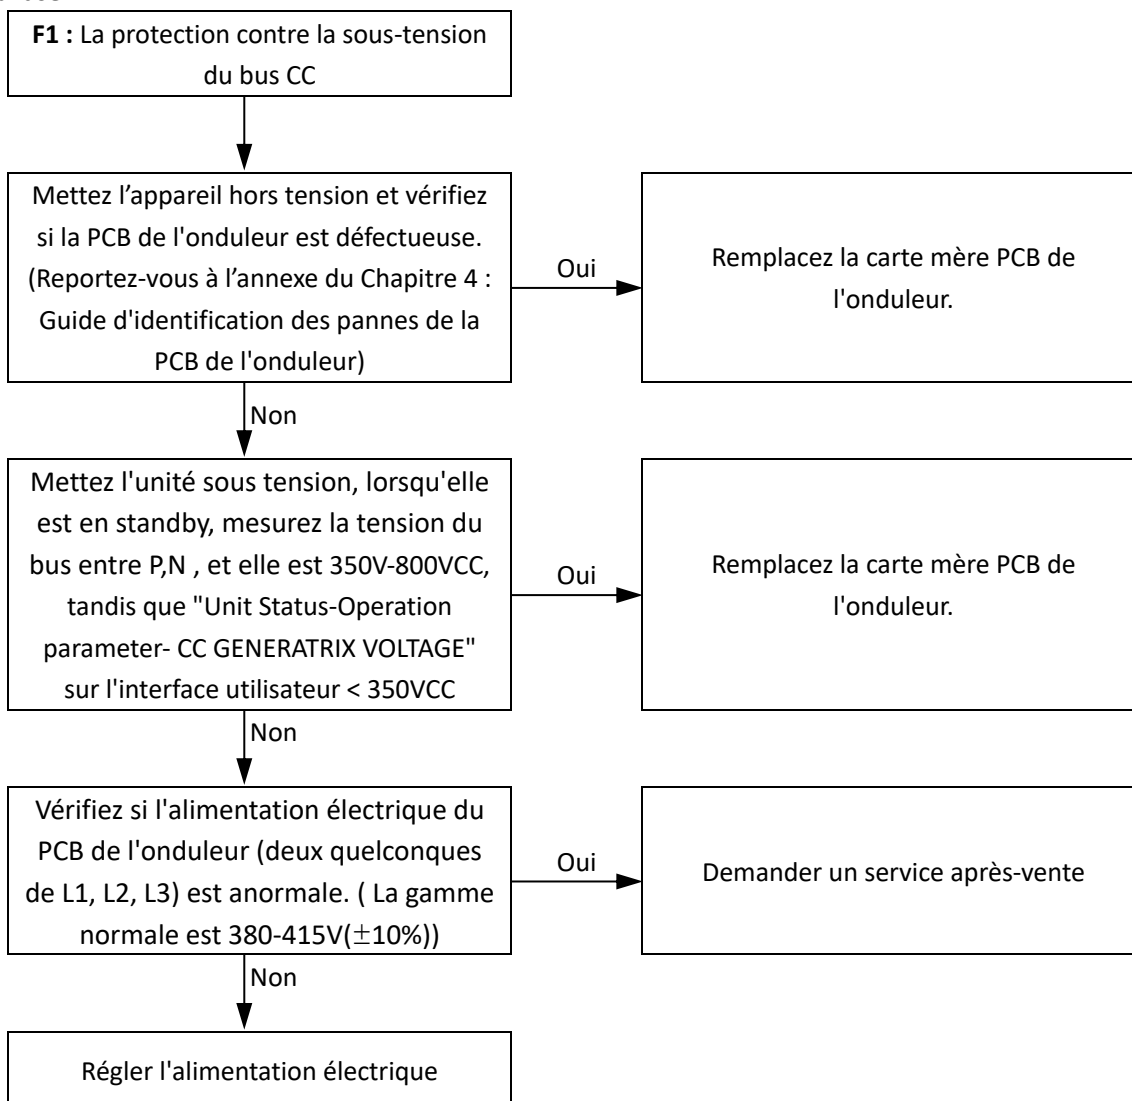 F1 : La protection contre la sous-tension
du bus CC
Mettez l’appareil hors tension et vérifiez
si la PCB de l'onduleur est défectueuse.
(Reportez-vous à l’annexe du Chapitre 4 :
Guide d'identification des pannes de la
PCB de l'onduleur)
Oui
Remplacez la carte mère PCB de
l'onduleur.
Non
Mettez l'unité sous tension, lorsqu'elle
est en standby, mesurez la tension du
bus entre P,N , et elle est 350V-800VCC,
tandis que "Unit Status-Operation
parameter- CC GENERATRIX VOLTAGE"
sur l'interface utilisateur < 350VCC
Oui
Remplacez la carte mère PCB de
l'onduleur.
Non
Vérifiez si l'alimentation électrique du
PCB de l'onduleur (deux quelconques
de L1, L2, L3) est anormale. ( La gamme
normale est 380-415V(±10%))
Oui
Demander un service après-vente
Non
Régler l'alimentation électrique